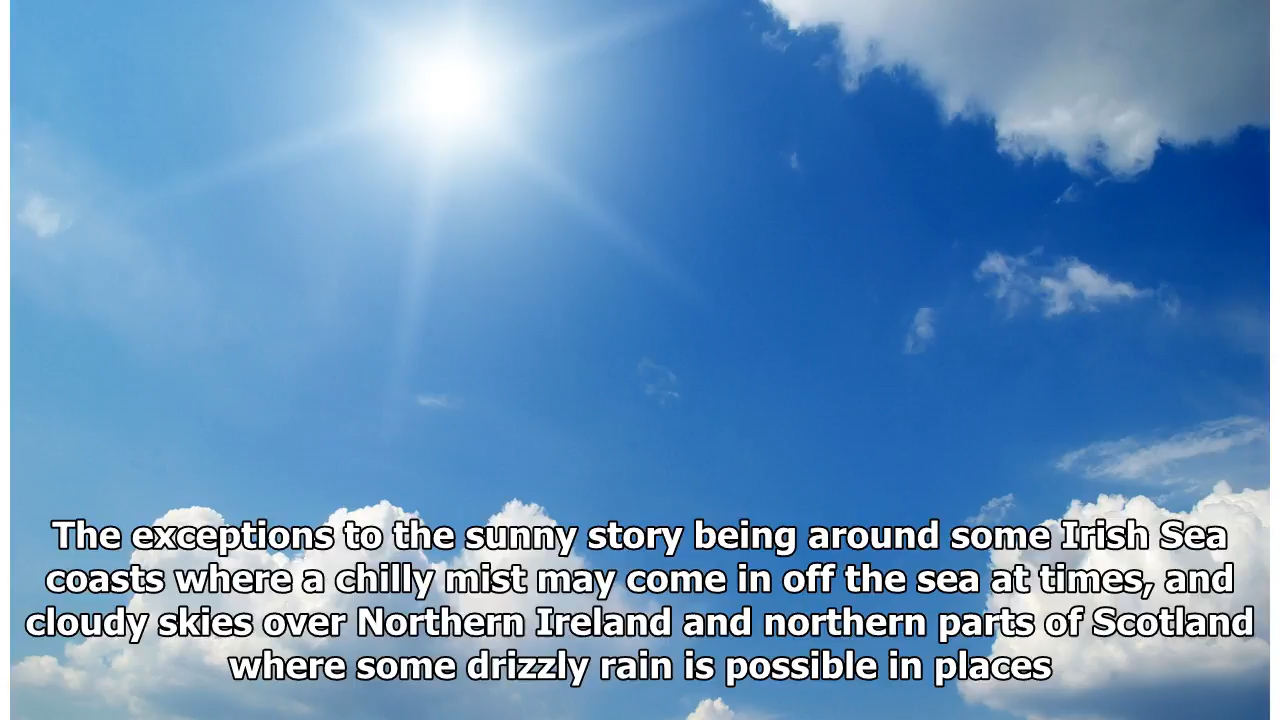 The exceptions to the sunny story being around some Irish Sea
coasts where a chilly mist may come in off the sea at times, and
cloudy skies over Northern Ireland and northern parts of Scotland
where some drizzly rain is possible in places